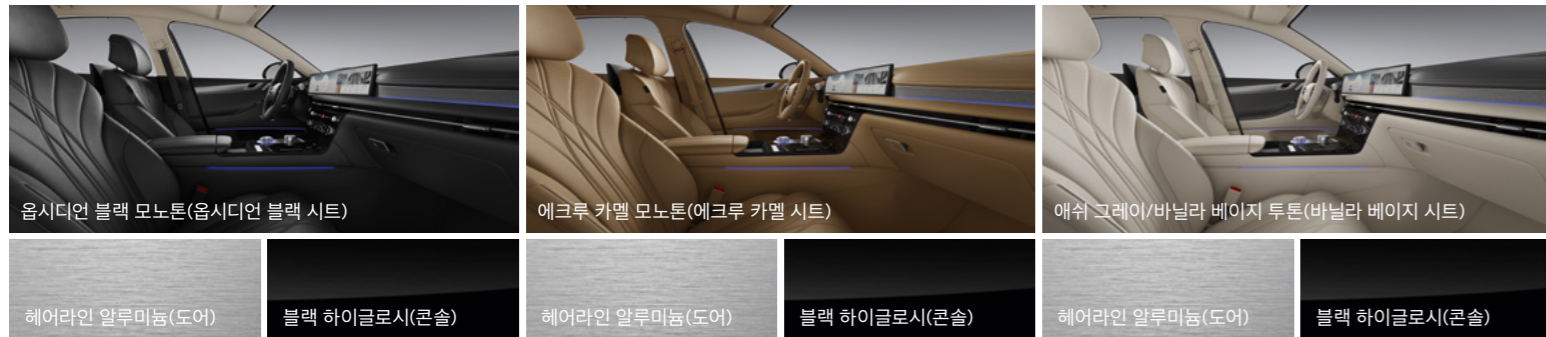 옵시디언 블랙 모노톤(옵시디언 블랙 시트)
에크루 카멜 모노톤(에크루 카멜 시트)
애쉬 그레이/바닐라 베이지 투톤(바닐라 베이지 시트)
헤어라인 알루미늄(도어)
블랙 하이글로시(콘솔)
헤어라인 알루미늄(도어)
블랙 하이글로시(콘솔)
헤어라인 알루미늄(도어)
블랙 하이글로시(콘솔)